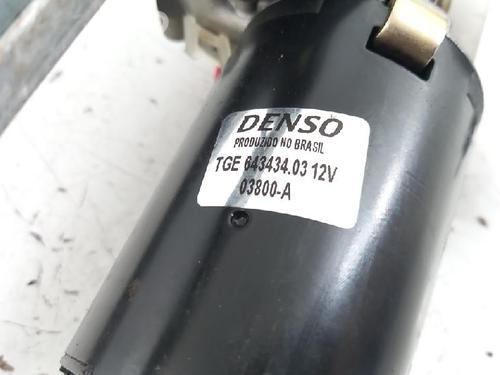 DENSO
PRODUZIDO NO BRASIL
TGE 643434.03 12V
03800-A